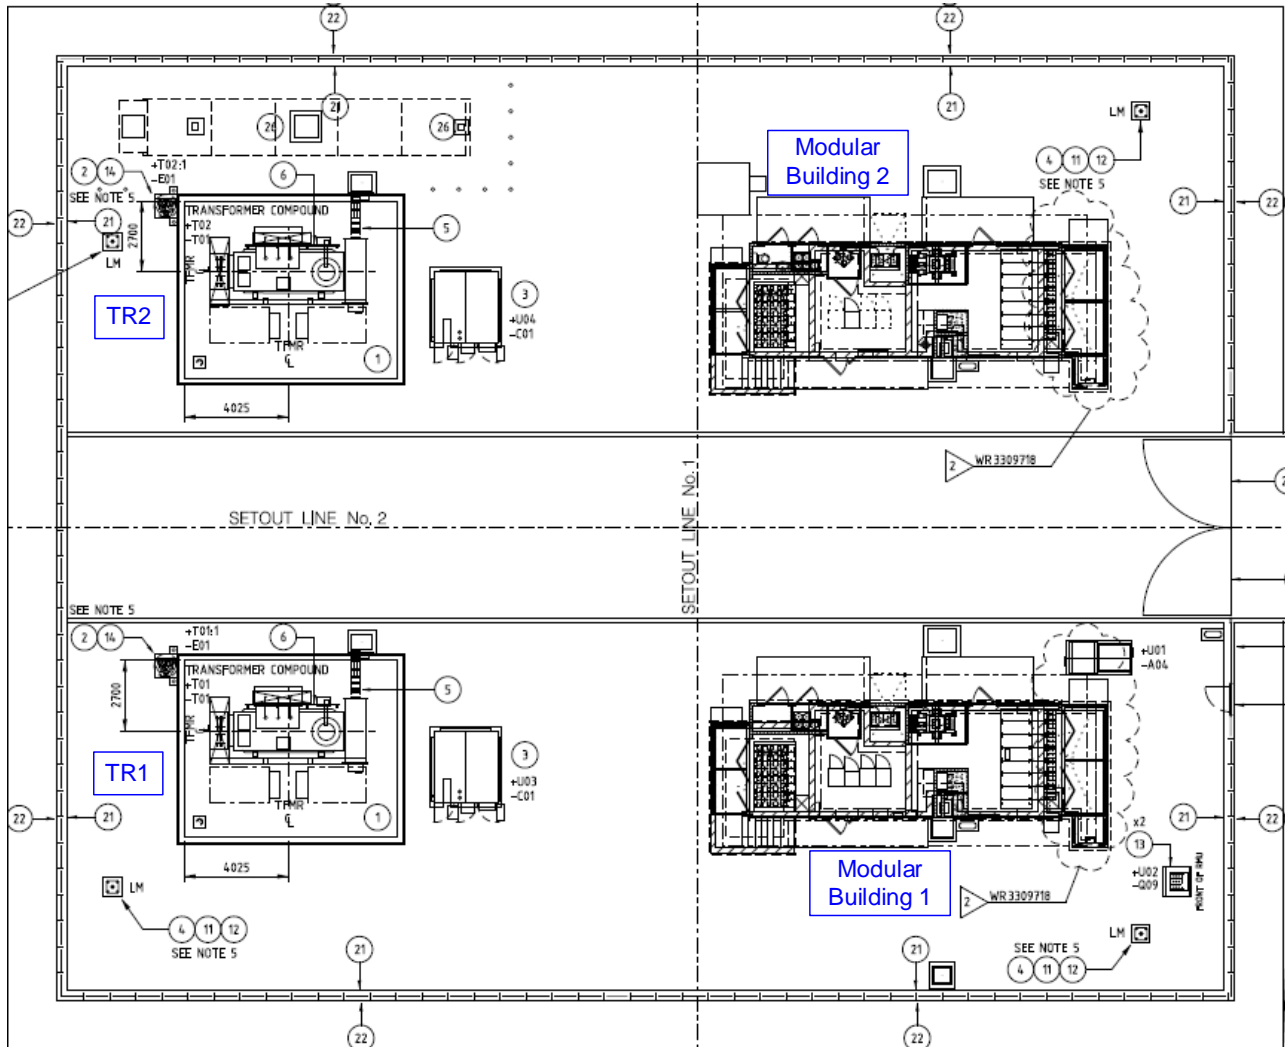 22
22
21
26
26
21
LM
4 11 12
SEE NOTE 5
Modular
Building 2
2 14
+T02:1
-E01
SEE NOTE 5
6
22
21
21
22
TRANSFORMER COMPOUND
+T02
-T01
5
2700
LM
TFMR
TR2
3
+U04
-C01
TFMR
1
4025
2
WR3309718
SETOUT LINE No. 2
SETOUT LINE No. 1
SEE NOTE 5
2 14
+T01:1
-E01
6
TRANSFORMER COMPOUND
+T01
-T01
5
2700
TFMR
TR1
3
+U03
-C01
+U01
-A04
TFMR
1
22
21
21
22
4025
Modular
Building 1
x2
13
+U02
-Q09
FRONT OF RMU
2
WR3309718
LM
4 11 12
SEE NOTE 5
LM
SEE NOTE 5
4 11 12
21
21
22
22